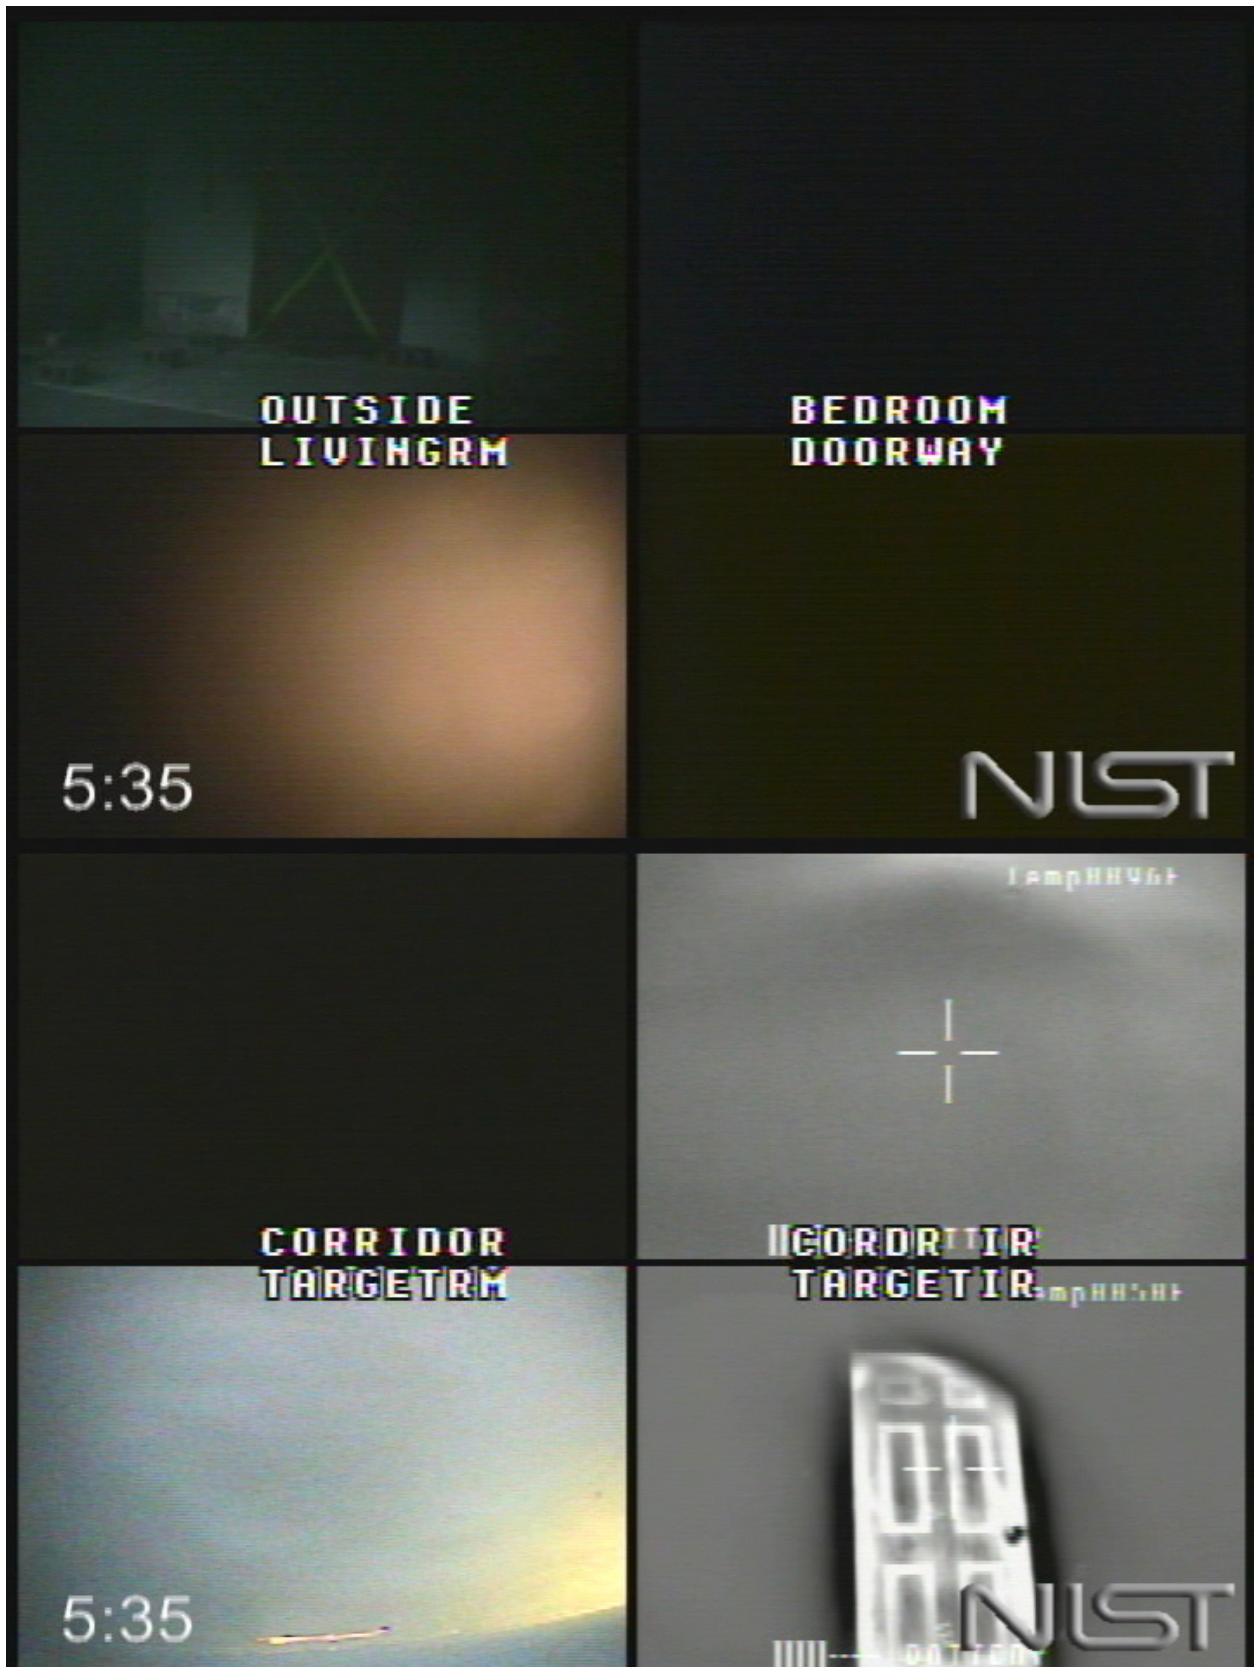 OUTSIDE
BEDROOM
LIVINGRM
DOORWAY
5:35
NIST
CORRIDOR
TARGETRM
TARGETIR
5:35
NIST